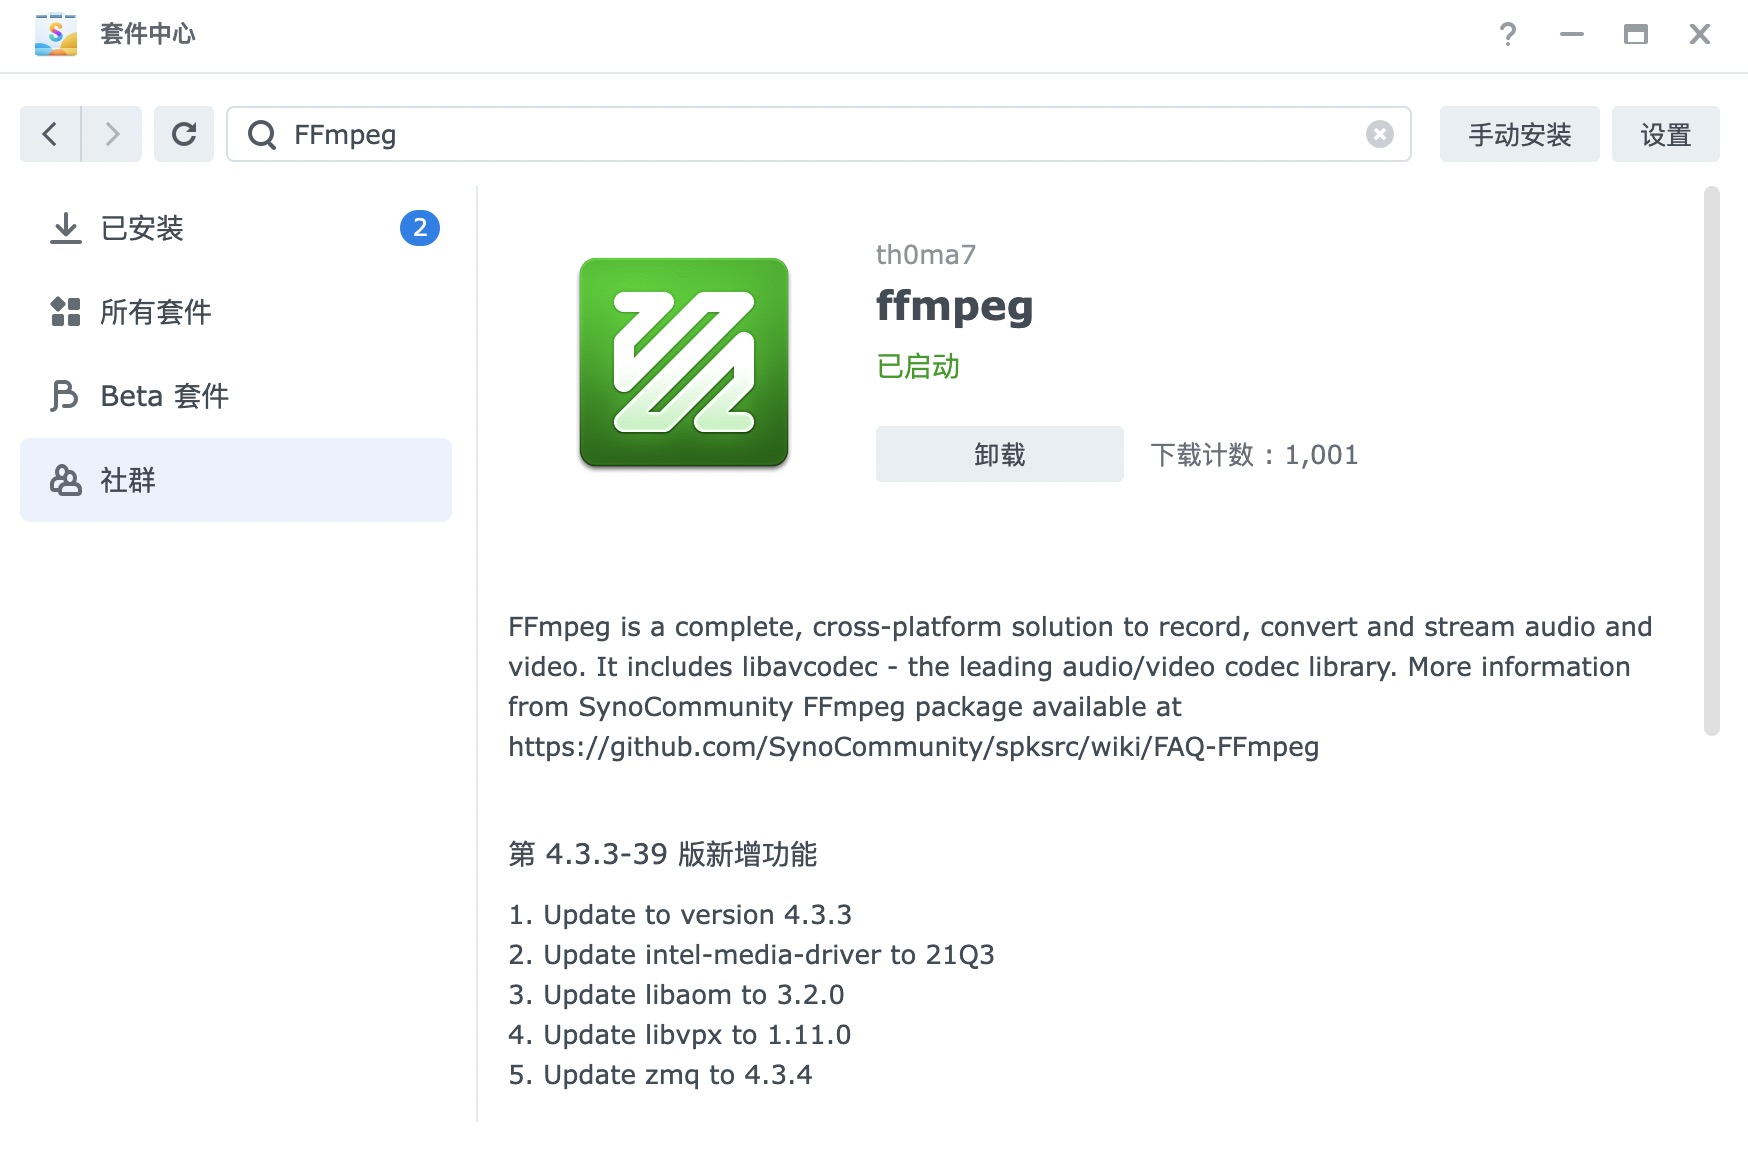 套件中心
FFmpeg
手动安装
设置
已安装
2
所有套件
Beta 套件
社群
th0ma7
ffmpeg
已启动
卸载
下载计数：1,001
FFmpeg is a complete, cross-platform solution to record, convert and stream audio and
video. It includes libavcodec - the leading audio/video codec library. More information
from SynoCommunity FFmpeg package available at
https://github.com/SynoCommunity/spksrc/wiki/FAQ-FFmpeg
第 4.3.3-39 版新增功能
1. Update to version 4.3.3
2. Update intel-media-driver to 21Q3
3. Update libaom to 3.2.0
4. Update libvpx to 1.11.0
5. Update zmq to 4.3.4